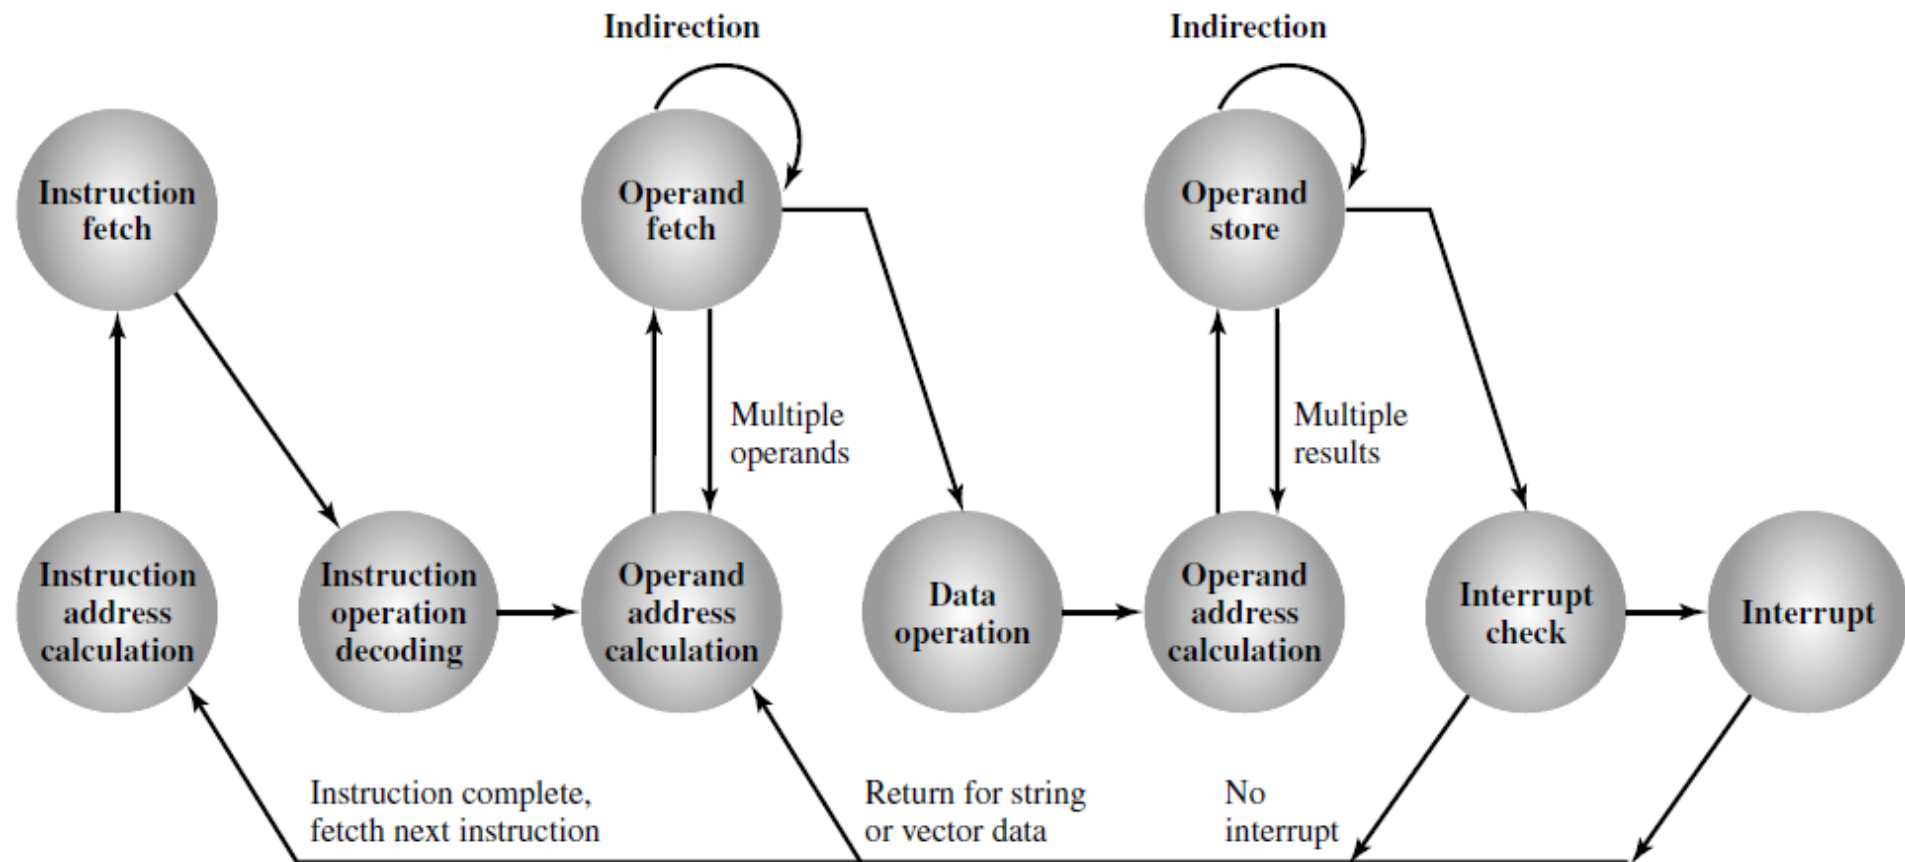 Indirection
Indirection
Instruction
fetch
Operand
fetch
Operand
store
Multiple
operands
Multiple
results
Instruction
address
calculation
Instruction
operation
decoding
Operand
address
calculation
Data
operation
Operand
address
calculation
Interrupt
check
Interrupt
Instruction complete,
fetcth next instruction
Return for string
or vector data
No
interrupt